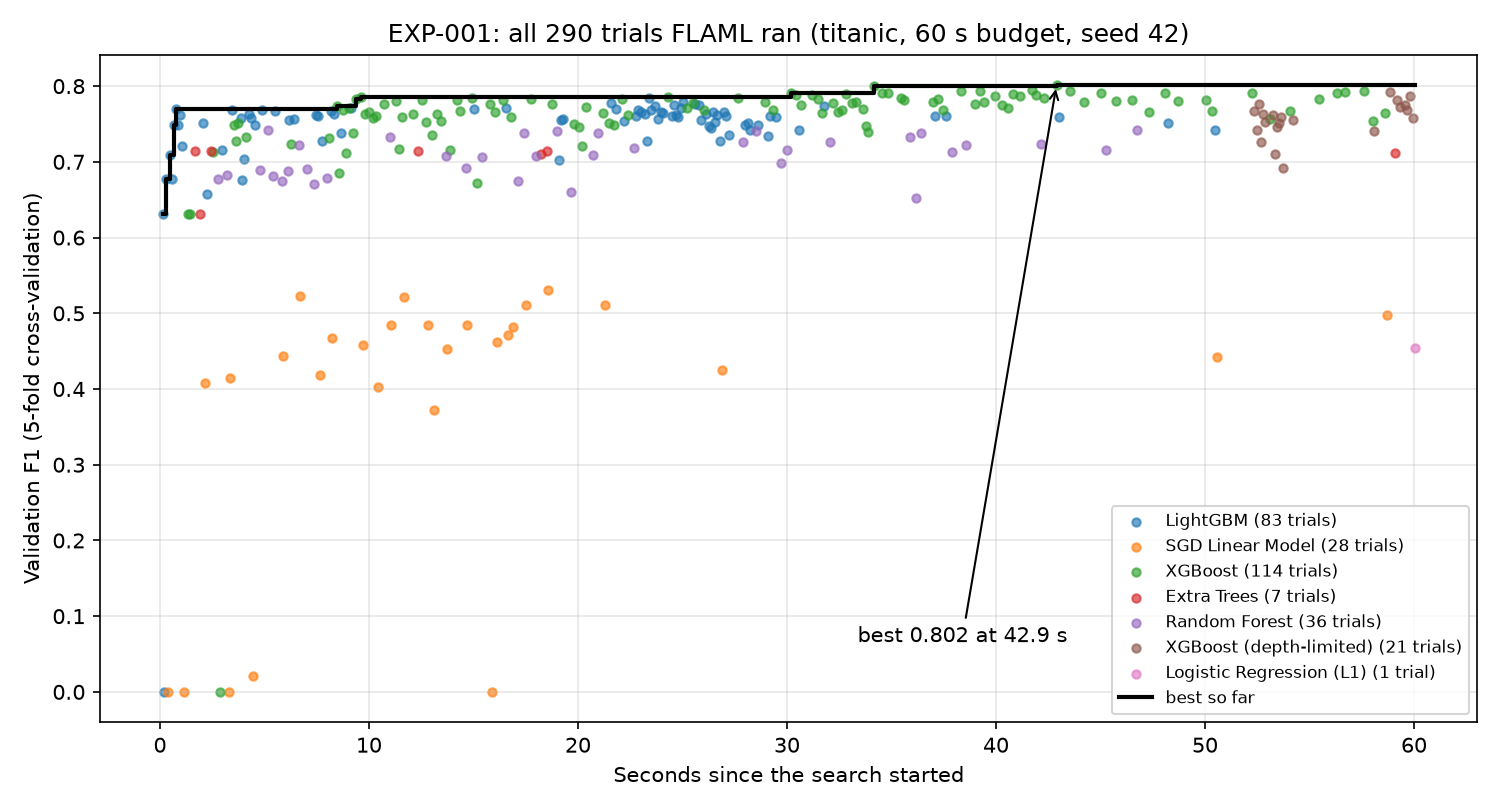 EXP-001: all 290 trials FLAML ran (titanic, 60 s budget, seed 42)
Validation F1 (5-fold cross-validation)
0.8
0.7
0.6
0.5
0.4
0.3
0.2
0.1
0.0
best 0.802 at 42.9 s
LightGBM (83 trials)
SGD Linear Model (28 trials)
XGBoost (114 trials)
Extra Trees (7 trials)
Random Forest (36 trials)
XGBoost (depth-limited) (21 trials)
Logistic Regression (L1) (1 trial)
best so far
0 10 20 30 40 50 60
Seconds since the search started